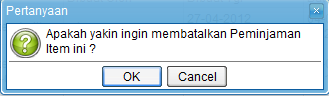 Pertanyaan
Apakah yakin ingin membatalkan Peminjaman
Item ini ?
OK
Cancel